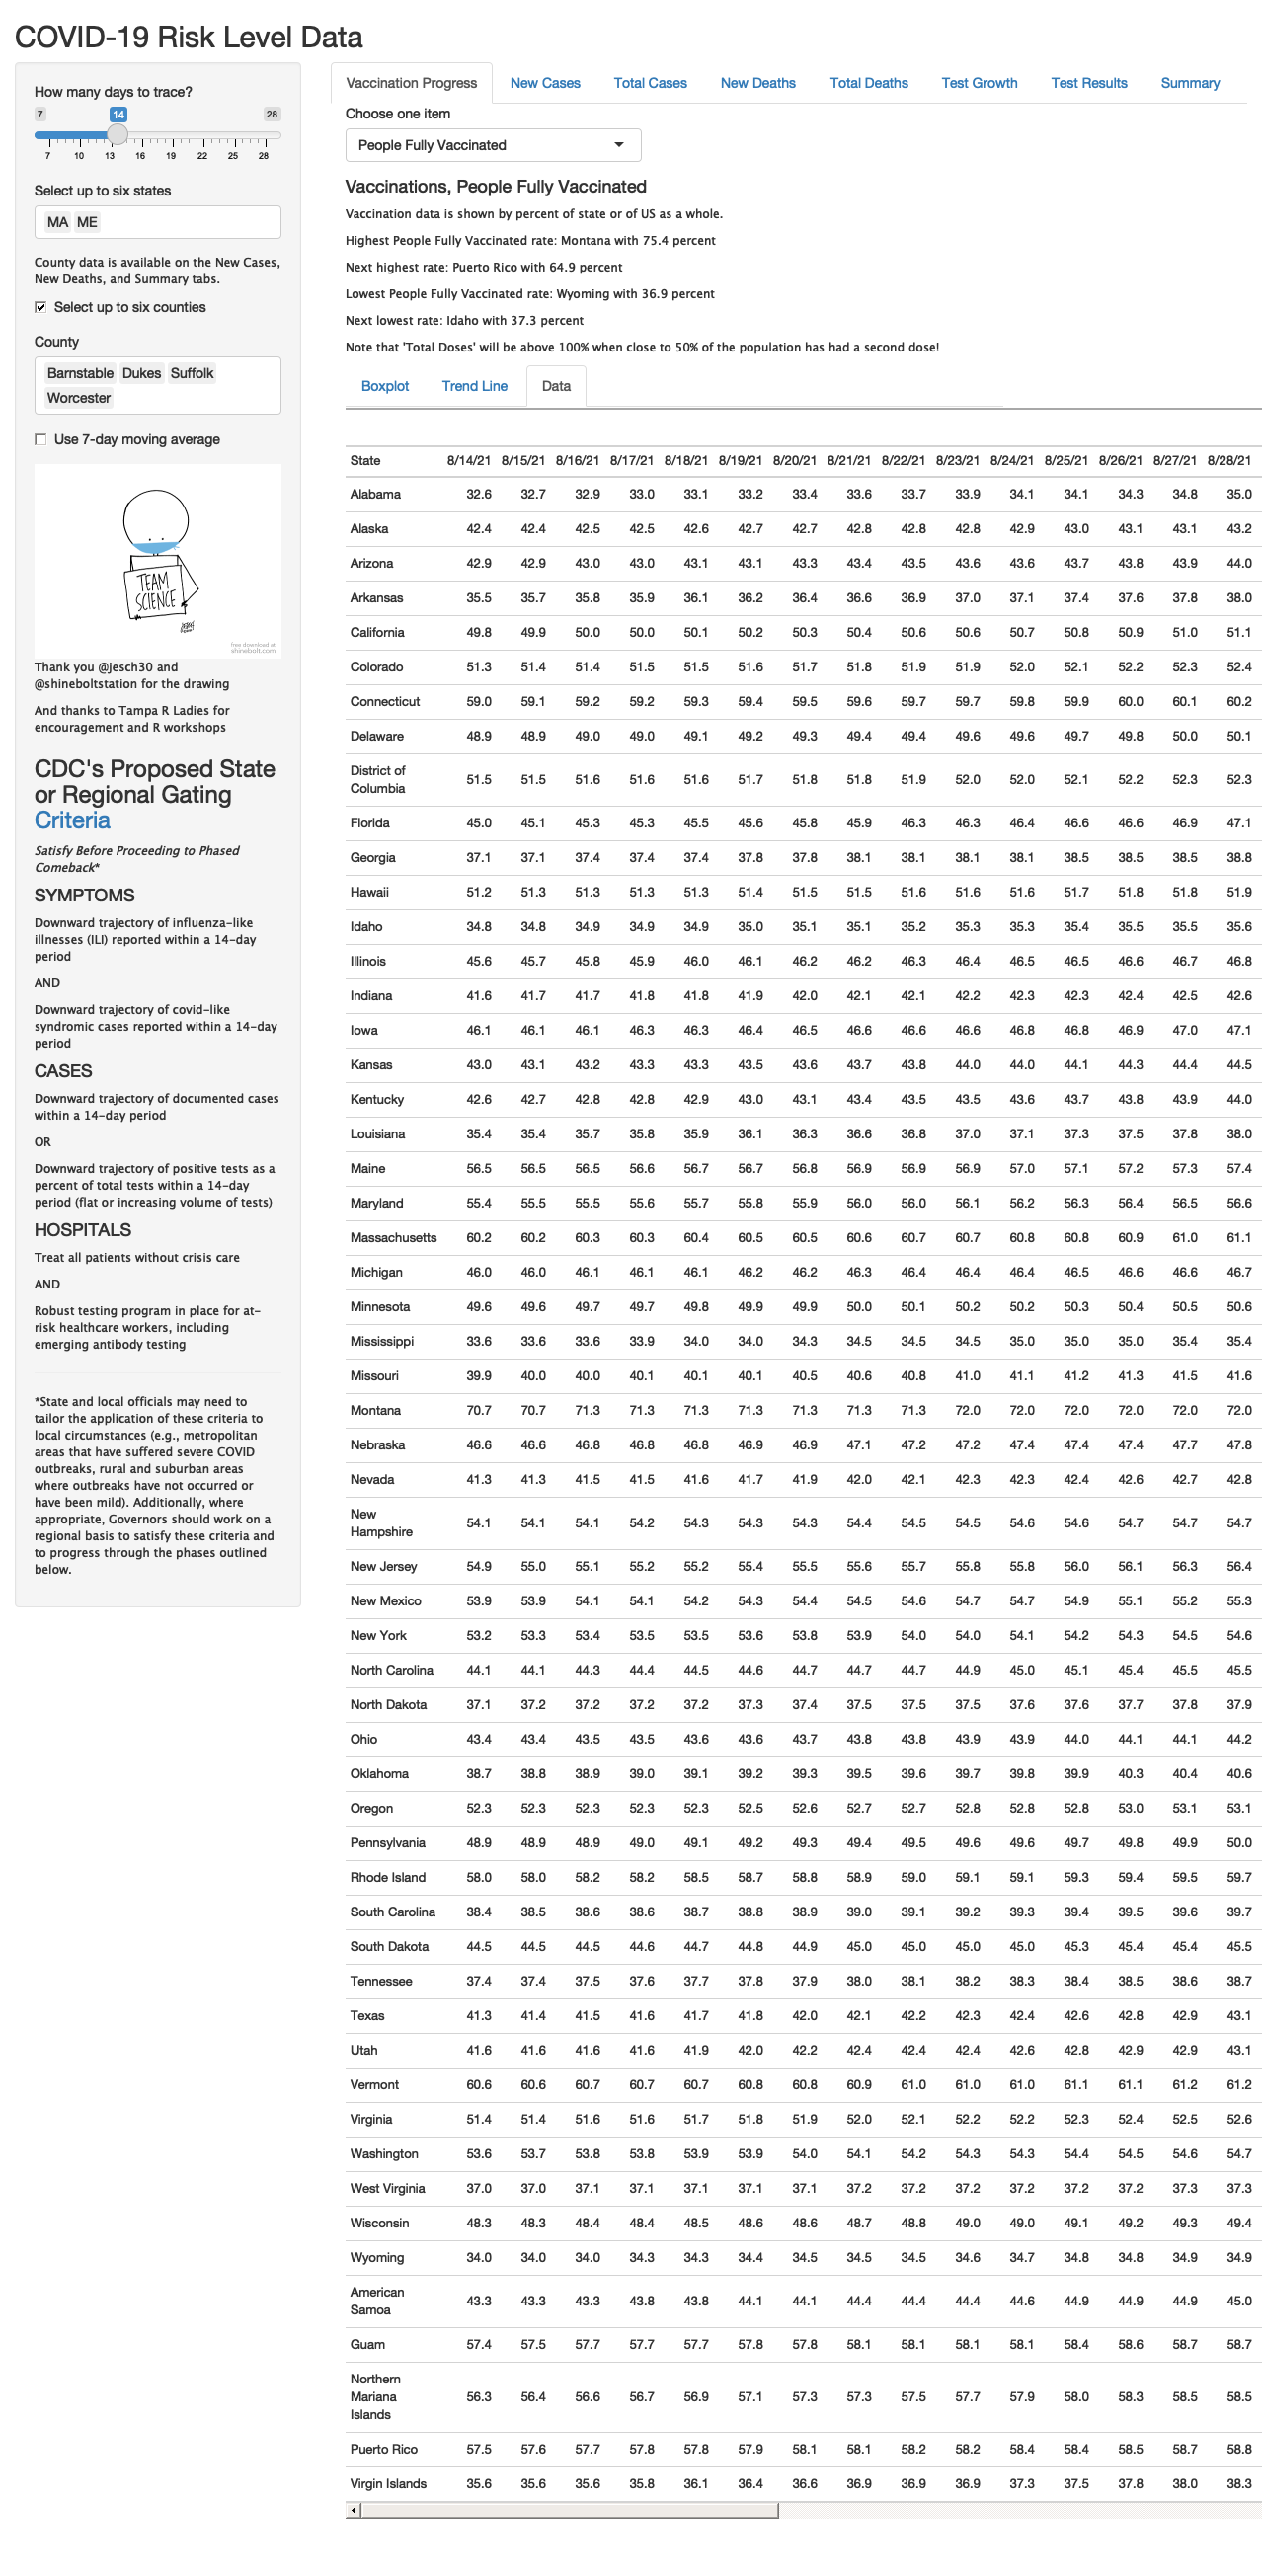 COVID-19 Risk Level Data
How many days to trace?
7 14 28
7 10 13 16 19 22 25 28
Select up to six states
MA ME
County data is available on the New Cases,
New Deaths, and Summary tabs.
Select up to six counties
County
Barnstable Dukes Suffolk
Worcester
Use 7-day moving average
TEAM
SCIENCE
free download at
shinebolt.com
Thank you @jesch30 and
@shineboltstation for the drawing
And thanks to Tampa R Ladies for
encouragement and R workshops
CDC's Proposed State
or Regional Gating
Criteria
Satisfy Before Proceeding to Phased
Comeback*
SYMPTOMS
Downward trajectory of influenza-like
illnesses (ILI) reported within a 14-day
period
AND
Downward trajectory of covid-like
syndromic cases reported within a 14-day
period
CASES
Downward trajectory of documented cases
within a 14-day period
OR
Downward trajectory of positive tests as a
percent of total tests within a 14-day
period (flat or increasing volume of tests)
HOSPITALS
Treat all patients without crisis care
AND
Robust testing program in place for at-
risk healthcare workers, including
emerging antibody testing
*State and local officials may need to
tailor the application of these criteria to
local circumstances (e.g., metropolitan
areas that have suffered severe COVID
outbreaks, rural and suburban areas
where outbreaks have not occurred or
have been mild). Additionally, where
appropriate, Governors should work on a
regional basis to satisfy these criteria and
to progress through the phases outlined
below.
Vaccination Progress New Cases Total Cases New Deaths Total Deaths Test Growth Test Results Summary
Choose one item
People Fully Vaccinated
Vaccinations, People Fully Vaccinated
Vaccination data is shown by percent of state or of US as a whole.
Highest People Fully Vaccinated rate: Montana with 75.4 percent
Next highest rate: Puerto Rico with 64.9 percent
Lowest People Fully Vaccinated rate: Wyoming with 36.9 percent
Next lowest rate: Idaho with 37.3 percent
Note that 'Total Doses' will be above 100% when close to 50% of the population has had a second dose!
Boxplot Trend Line Data
State 8/14/21 8/15/21 8/16/21 8/17/21 8/18/21 8/19/21 8/20/21 8/21/21 8/22/21 8/23/21 8/24/21 8/25/21 8/26/21 8/27/21 8/28/21
Alabama 32.6 32.7 32.9 33.0 33.1 33.2 33.4 33.6 33.7 33.9 34.1 34.1 34.3 34.8 35.0
Alaska 42.4 42.4 42.5 42.5 42.6 42.7 42.7 42.8 42.8 42.8 42.9 43.0 43.1 43.1 43.2
Arizona 42.9 42.9 43.0 43.0 43.1 43.1 43.3 43.4 43.5 43.6 43.6 43.7 43.8 43.9 44.0
Arkansas 35.5 35.7 35.8 35.9 36.1 36.2 36.4 36.6 36.9 37.0 37.1 37.4 37.6 37.8 38.0
California 49.8 49.9 50.0 50.0 50.1 50.2 50.3 50.4 50.6 50.6 50.7 50.8 50.9 51.0 51.1
Colorado 51.3 51.4 51.4 51.5 51.5 51.6 51.7 51.8 51.9 51.9 52.0 52.1 52.2 52.3 52.4
Connecticut 59.0 59.1 59.2 59.2 59.3 59.4 59.5 59.6 59.7 59.7 59.8 59.9 60.0 60.1 60.2
Delaware 48.9 48.9 49.0 49.0 49.1 49.2 49.3 49.4 49.4 49.6 49.6 49.7 49.8 50.0 50.1
District of
Columbia 51.5 51.5 51.6 51.6 51.6 51.7 51.8 51.8 51.9 52.0 52.0 52.1 52.2 52.3 52.3
Florida 45.0 45.1 45.3 45.3 45.5 45.6 45.8 45.9 46.3 46.3 46.4 46.6 46.6 46.9 47.1
Georgia 37.1 37.1 37.4 37.4 37.4 37.8 37.8 38.1 38.1 38.1 38.1 38.5 38.5 38.5 38.8
Hawaii 51.2 51.3 51.3 51.3 51.3 51.4 51.5 51.5 51.6 51.6 51.6 51.7 51.8 51.8 51.9
Idaho 34.8 34.8 34.9 34.9 34.9 35.0 35.1 35.1 35.2 35.3 35.3 35.4 35.5 35.5 35.6
Illinois 45.6 45.7 45.8 45.9 46.0 46.1 46.2 46.2 46.3 46.4 46.5 46.5 46.6 46.7 46.8
Indiana 41.6 41.7 41.7 41.8 41.8 41.9 42.0 42.1 42.1 42.2 42.3 42.3 42.4 42.5 42.6
Iowa 46.1 46.1 46.1 46.3 46.3 46.4 46.5 46.6 46.6 46.6 46.8 46.8 46.9 47.0 47.1
Kansas 43.0 43.1 43.2 43.3 43.3 43.5 43.6 43.7 43.8 44.0 44.0 44.1 44.3 44.4 44.5
Kentucky 42.6 42.7 42.8 42.8 42.9 43.0 43.1 43.4 43.5 43.5 43.6 43.7 43.8 43.9 44.0
Louisiana 35.4 35.4 35.7 35.8 35.9 36.1 36.3 36.6 36.8 37.0 37.1 37.3 37.5 37.8 38.0
Maine 56.5 56.5 56.5 56.6 56.7 56.7 56.8 56.9 56.9 56.9 57.0 57.1 57.2 57.3 57.4
Maryland 55.4 55.5 55.5 55.6 55.7 55.8 55.9 56.0 56.0 56.1 56.2 56.3 56.4 56.5 56.6
Massachusetts 60.2 60.2 60.3 60.3 60.4 60.5 60.5 60.6 60.7 60.7 60.8 60.8 60.9 61.0 61.1
Michigan 46.0 46.0 46.1 46.1 46.1 46.2 46.2 46.3 46.4 46.4 46.4 46.5 46.6 46.6 46.7
Minnesota 49.6 49.6 49.7 49.7 49.8 49.9 49.9 50.0 50.1 50.2 50.2 50.3 50.4 50.5 50.6
Mississippi 33.6 33.6 33.6 33.9 34.0 34.0 34.3 34.5 34.5 34.5 35.0 35.0 35.0 35.4 35.4
Missouri 39.9 40.0 40.0 40.1 40.1 40.1 40.5 40.6 40.8 41.0 41.1 41.2 41.3 41.5 41.6
Montana 70.7 70.7 71.3 71.3 71.3 71.3 71.3 71.3 71.3 72.0 72.0 72.0 72.0 72.0 72.0
Nebraska 46.6 46.6 46.8 46.8 46.8 46.9 46.9 47.1 47.2 47.2 47.4 47.4 47.4 47.7 47.8
Nevada 41.3 41.3 41.5 41.5 41.6 41.7 41.9 42.0 42.1 42.3 42.3 42.4 42.6 42.7 42.8
New
Hampshire 54.1 54.1 54.1 54.2 54.3 54.3 54.3 54.4 54.5 54.5 54.6 54.6 54.7 54.7 54.7
New Jersey 54.9 55.0 55.1 55.2 55.2 55.4 55.5 55.6 55.7 55.8 55.8 56.0 56.1 56.3 56.4
New Mexico 53.9 53.9 54.1 54.1 54.2 54.3 54.4 54.5 54.6 54.7 54.7 54.9 55.1 55.2 55.3
New York 53.2 53.3 53.4 53.5 53.5 53.6 53.8 53.9 54.0 54.0 54.1 54.2 54.3 54.5 54.6
North Carolina 44.1 44.1 44.3 44.4 44.5 44.6 44.7 44.7 44.7 44.9 45.0 45.1 45.4 45.5 45.5
North Dakota 37.1 37.2 37.2 37.2 37.2 37.3 37.4 37.5 37.5 37.5 37.6 37.6 37.7 37.8 37.9
Ohio 43.4 43.4 43.5 43.5 43.6 43.6 43.7 43.8 43.8 43.9 43.9 44.0 44.1 44.1 44.2
Oklahoma 38.7 38.8 38.9 39.0 39.1 39.2 39.3 39.5 39.6 39.7 39.8 39.9 40.3 40.4 40.6
Oregon 52.3 52.3 52.3 52.3 52.3 52.5 52.6 52.7 52.7 52.8 52.8 52.8 53.0 53.1 53.1
Pennsylvania 48.9 48.9 48.9 49.0 49.1 49.2 49.3 49.4 49.5 49.6 49.6 49.7 49.8 49.9 50.0
Rhode Island 58.0 58.0 58.2 58.2 58.5 58.7 58.8 58.9 59.0 59.1 59.1 59.3 59.4 59.5 59.7
South Carolina 38.4 38.5 38.6 38.6 38.7 38.8 38.9 39.0 39.1 39.2 39.3 39.4 39.5 39.6 39.7
South Dakota 44.5 44.5 44.5 44.6 44.7 44.8 44.9 45.0 45.0 45.0 45.0 45.3 45.4 45.4 45.5
Tennessee 37.4 37.4 37.5 37.6 37.7 37.8 37.9 38.0 38.1 38.2 38.3 38.4 38.5 38.6 38.7
Texas 41.3 41.4 41.5 41.6 41.7 41.8 42.0 42.1 42.2 42.3 42.4 42.6 42.8 42.9 43.1
Utah 41.6 41.6 41.6 41.6 41.9 42.0 42.2 42.4 42.4 42.4 42.6 42.8 42.9 42.9 43.1
Vermont 60.6 60.6 60.7 60.7 60.7 60.8 60.8 60.9 61.0 61.0 61.0 61.1 61.1 61.2 61.2
Virginia 51.4 51.4 51.6 51.6 51.7 51.8 51.9 52.0 52.1 52.2 52.2 52.3 52.4 52.5 52.6
Washington 53.6 53.7 53.8 53.8 53.9 53.9 54.0 54.1 54.2 54.3 54.3 54.4 54.5 54.6 54.7
West Virginia 37.0 37.0 37.1 37.1 37.1 37.1 37.1 37.2 37.2 37.2 37.2 37.2 37.2 37.3 37.3
Wisconsin 48.3 48.3 48.4 48.4 48.5 48.6 48.6 48.7 48.8 49.0 49.0 49.1 49.2 49.3 49.4
Wyoming 34.0 34.0 34.0 34.3 34.3 34.4 34.5 34.5 34.5 34.6 34.7 34.8 34.8 34.9 34.9
American
Samoa 43.3 43.3 43.3 43.8 43.8 44.1 44.1 44.4 44.4 44.4 44.6 44.9 44.9 44.9 45.0
Guam 57.4 57.5 57.7 57.7 57.7 57.8 57.8 58.1 58.1 58.1 58.1 58.4 58.6 58.7 58.7
Northern
Mariana 56.3 56.4 56.6 56.7 56.9 57.1 57.3 57.3 57.5 57.7 57.9 58.0 58.3 58.5 58.5
Islands
Puerto Rico 57.5 57.6 57.7 57.8 57.8 57.9 58.1 58.1 58.2 58.2 58.4 58.4 58.5 58.7 58.8
Virgin Islands 35.6 35.6 35.6 35.8 36.1 36.4 36.6 36.9 36.9 36.9 37.3 37.5 37.8 38.0 38.3